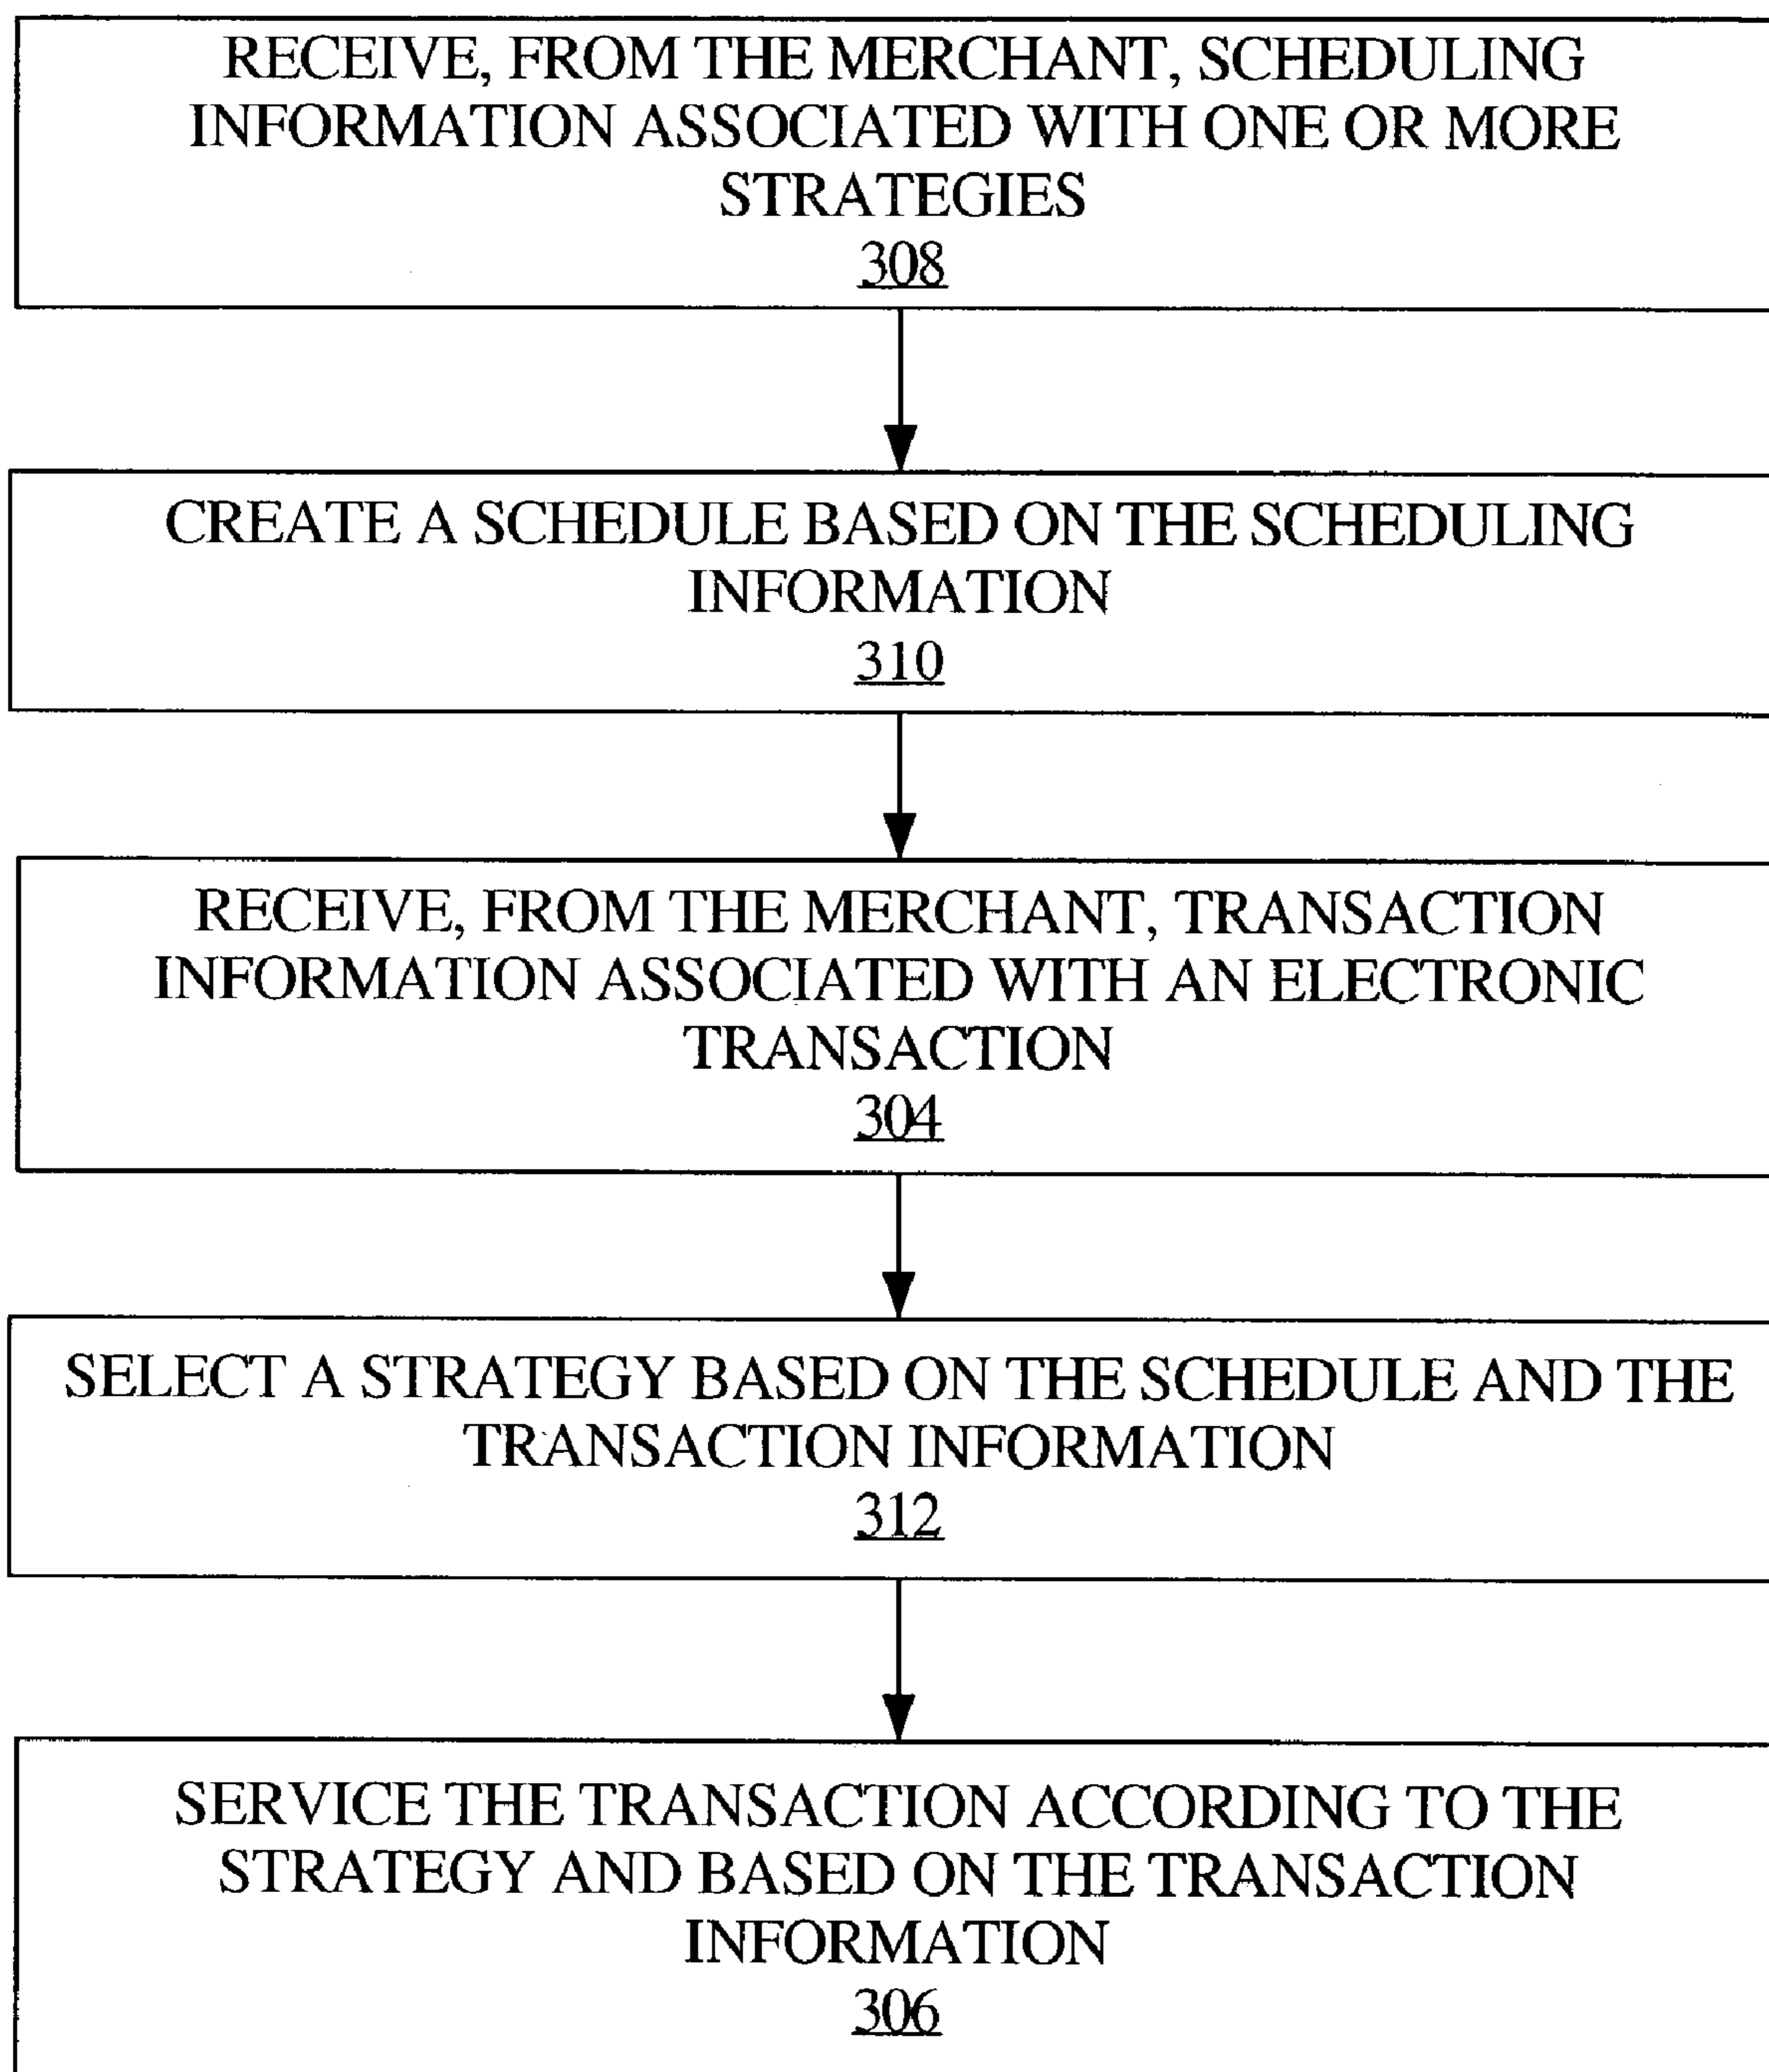 RECEIVE, FROM THE MERCHANT, SCHEDULING
INFORMATION ASSOCIATED WITH ONE OR MORE
STRATEGIES
308
CREATE A SCHEDULE BASED ON THE SCHEDULING
INFORMATION
310
RECEIVE, FROM THE MERCHANT, TRANSACTION
INFORMATION ASSOCIATED WITH AN ELECTRONIC
TRANSACTION
304
SELECT A STRATEGY BASED ON THE SCHEDULE AND THE
TRANSACTION INFORMATION
312
SERVICE THE TRANSACTION ACCORDING TO THE
STRATEGY AND BASED ON THE TRANSACTION
INFORMATION
306